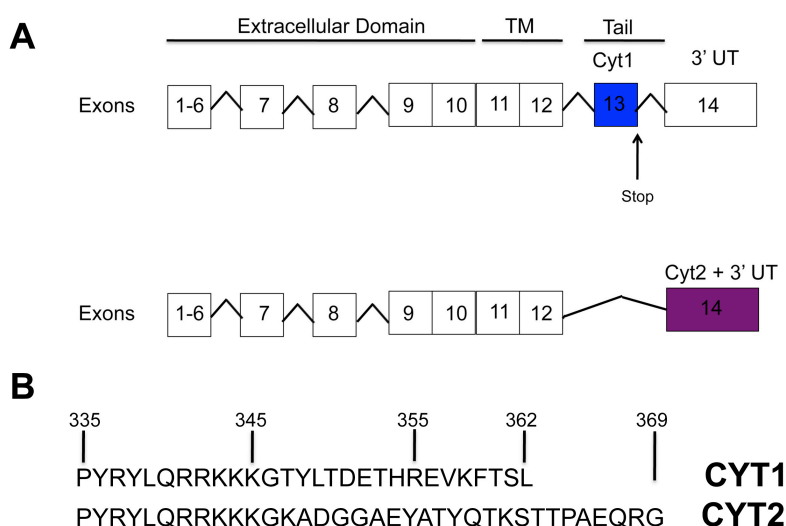 A
Extracellular Domain TM Tail
Cyt1 3’ UT
Exons 1-6 7 8 9 10 11 12 13 14
Stop
Cyt2 + 3’ UT
Exons 1-6 7 8 9 10 11 12 14
B
335 345 355 362 369
PYRYLQRRKKKGTYLTDETHREVKFTSL CYT1
PYRYLQRRKKKGKADGGAEYATYQTKSTTPAEQRG CYT2